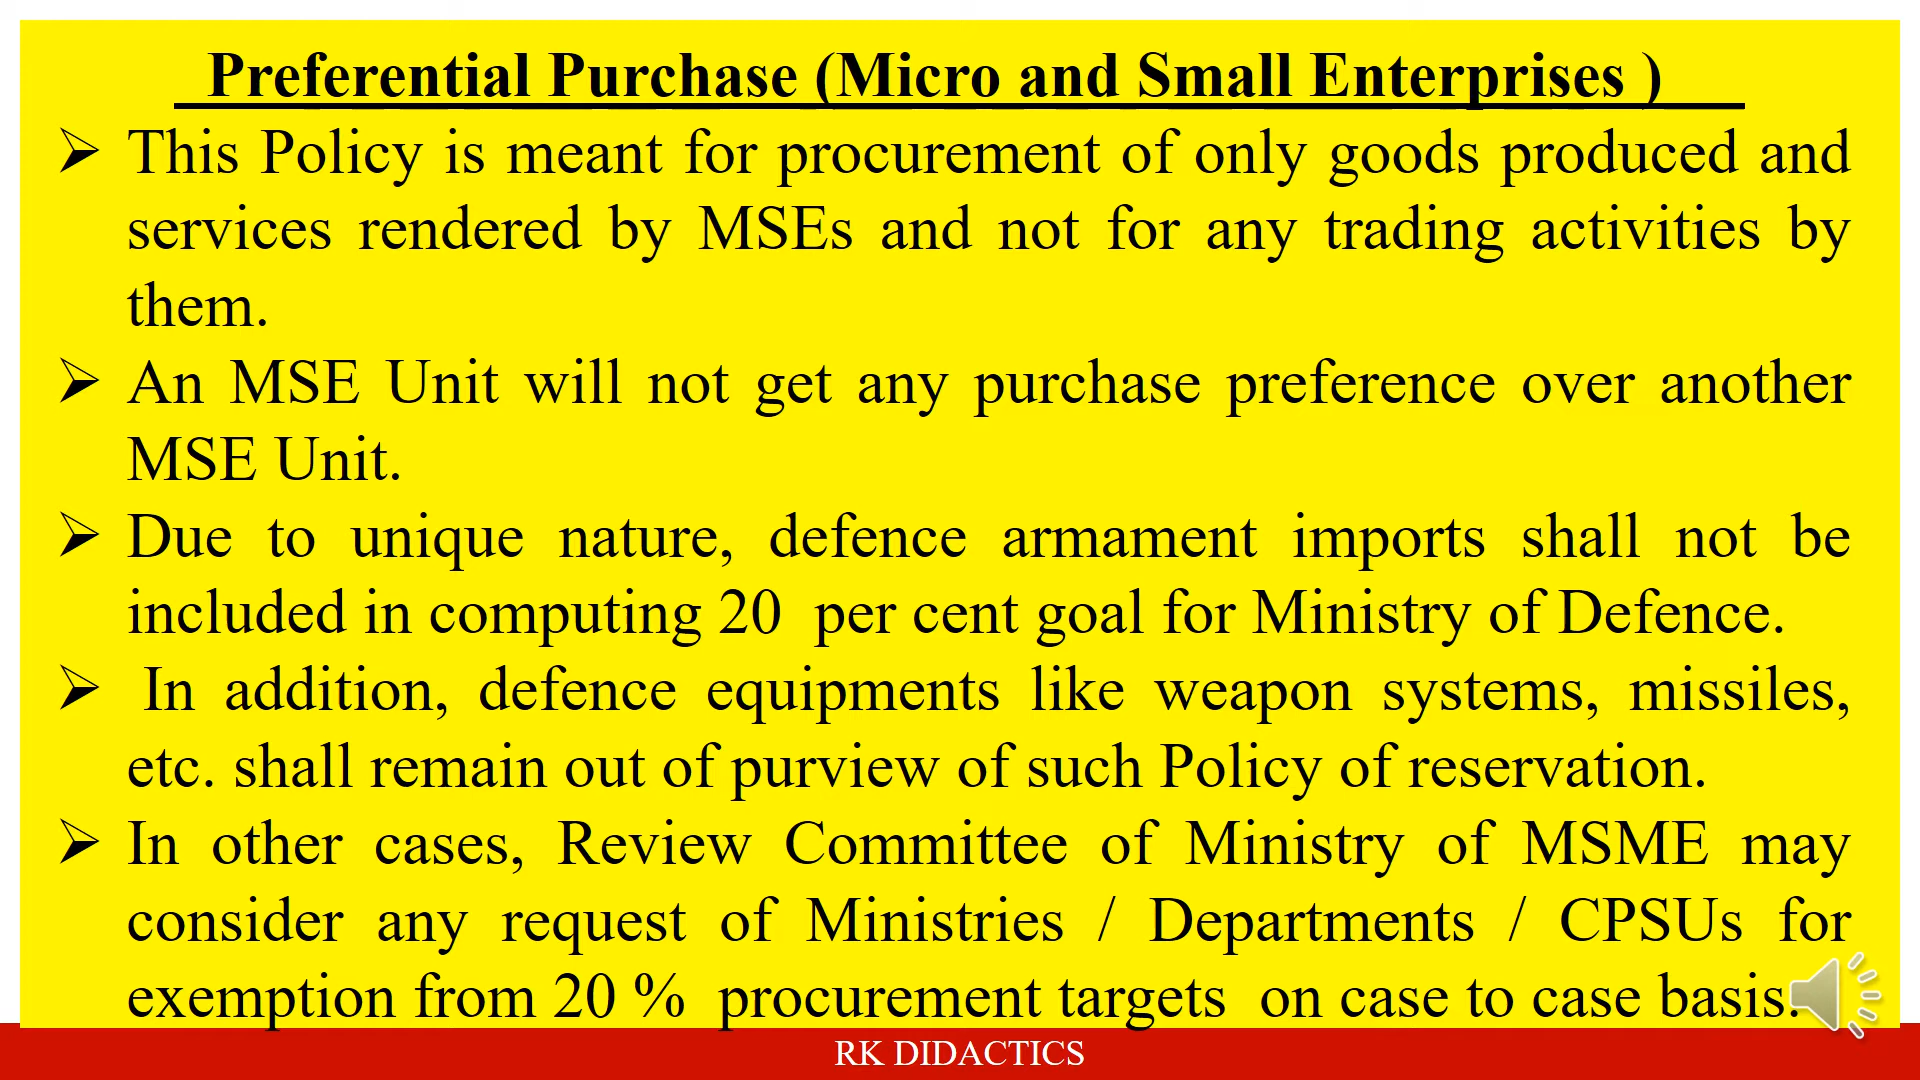 Preferential Purchase (Micro and Small Enterprises )
➢ This Policy is meant for procurement of only goods produced and
services rendered by MSEs and not for any trading activities by
them.
➢ An MSE Unit will not get any purchase preference over another
MSE Unit.
➢ Due to unique nature, defence armament imports shall not be
included in computing 20 per cent goal for Ministry of Defence.
➢ In addition, defence equipments like weapon systems, missiles,
etc. shall remain out of purview of such Policy of reservation.
➢ In other cases, Review Committee of Ministry of MSME may
consider any request of Ministries / Departments / CPSUs for
exemption from 20 % procurement targets on case to case basis.
RK DIDACTICS